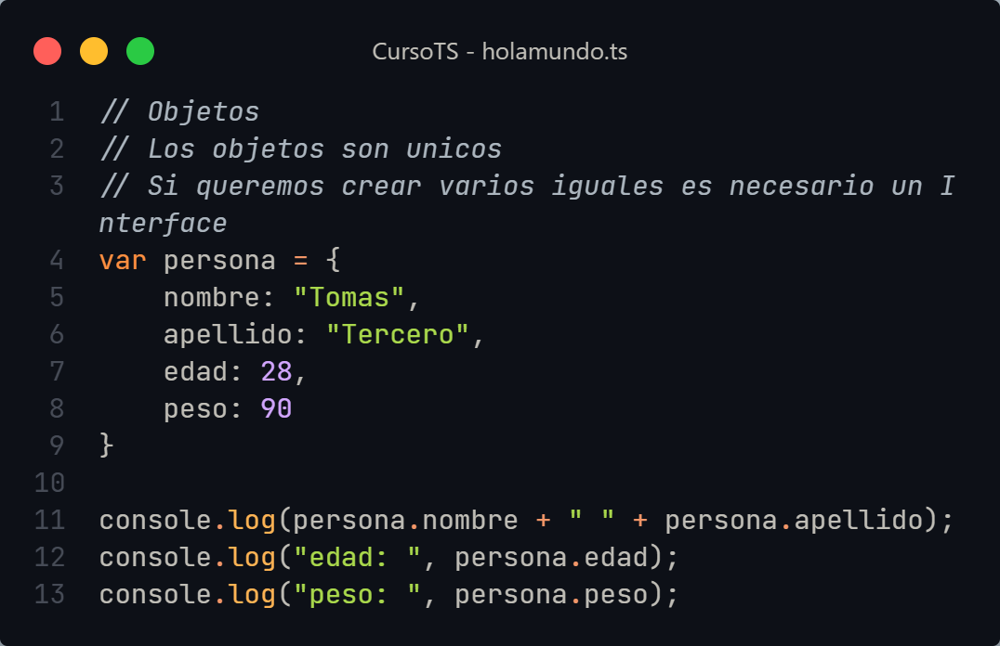 CursoTS - holamundo.ts
1 // Objetos
2 // Los objetos son unicos
3 // Si queremos crear varios iguales es necesario un I
nterface
4 var persona = {
5     nombre: "Tomas",
6     apellido: "Tercero",
7     edad: 28,
8     peso: 90
9 }
10
11 console.log(persona.nombre + " " + persona.apellido);
12 console.log("edad: ", persona.edad);
13 console.log("peso: ", persona.peso);